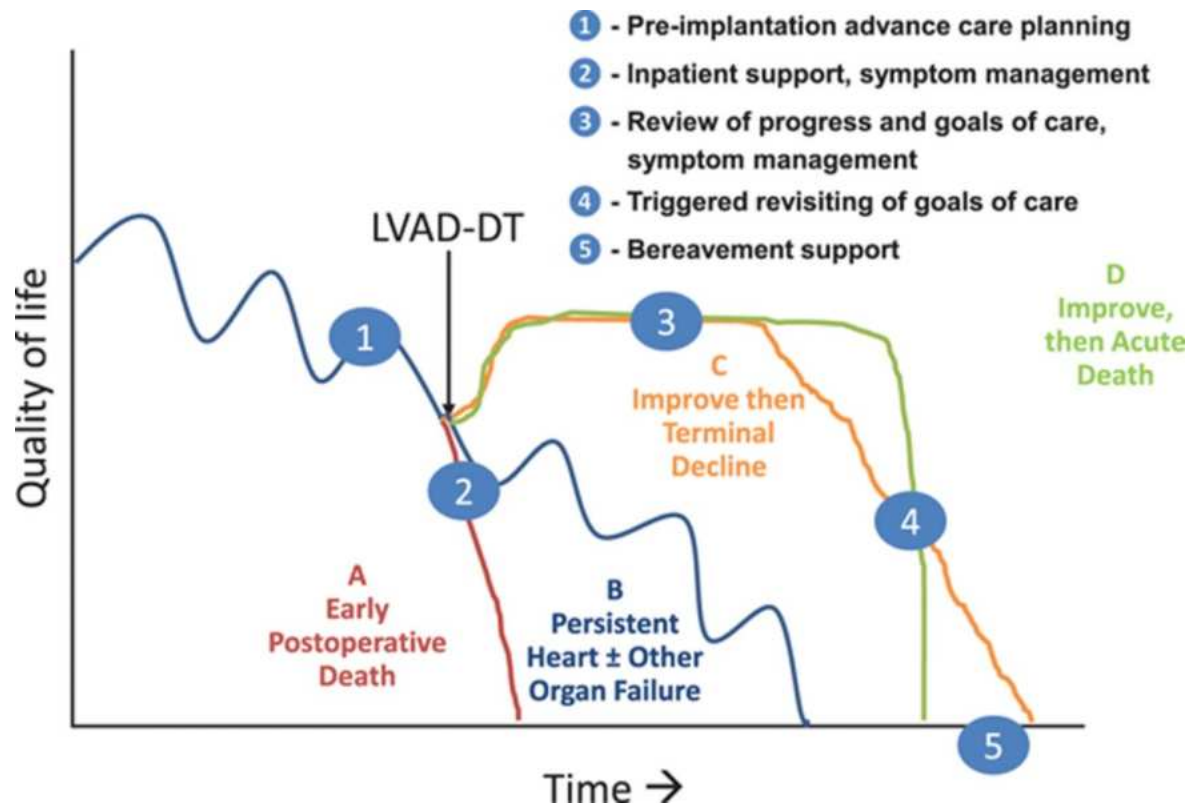 1 - Pre-implantation advance care planning
2 - Inpatient support, symptom management
3 - Review of progress and goals of care,
symptom management
4 - Triggered revisiting of goals of care
5 - Bereavement support
LVAD-DT
Quality of life
1
3
D
Improve,
then Acute
Death
C
Improve then
Terminal
Decline
2
4
A
Early
Postoperative
Death
B
Persistent
Heart ± Other
Organ Failure
5
Time →